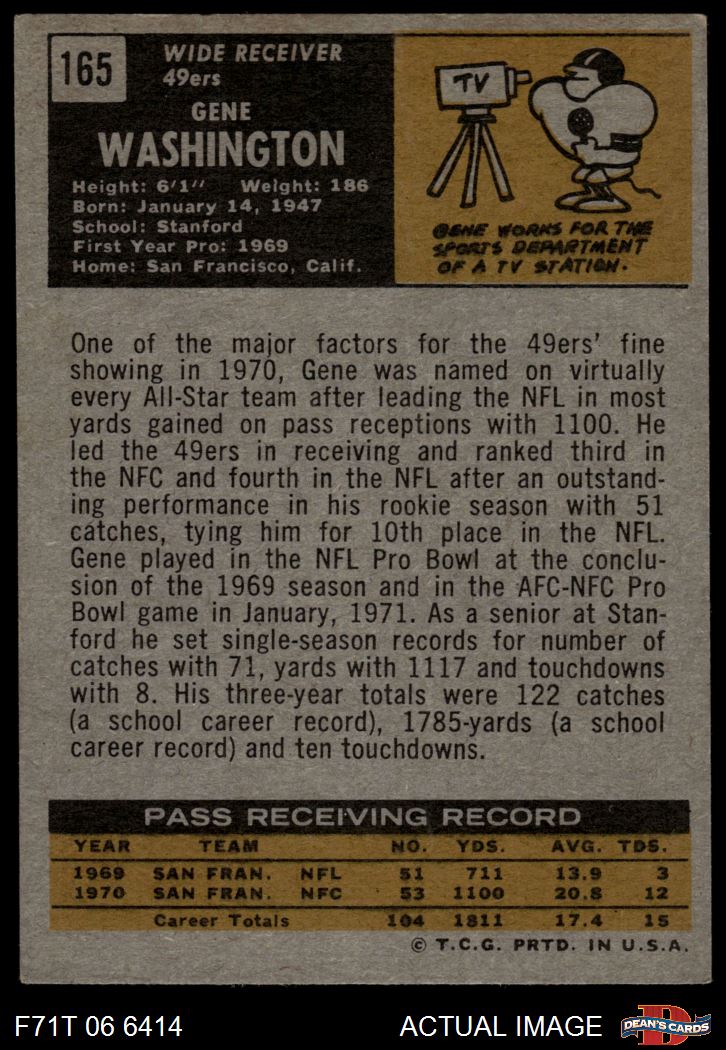 165
WIDE RECEIVER
49ers
GENE
WASHINGTON
Height: 6'1" Weight: 186
Born: January 14, 1947
School: Stanford
First Year Pro: 1969
Home: San Francisco, Calif.
TV
GENE WORKS FOR THE
SPORTS DEPARTMENT
OF A TV STATION.
One of the major factors for the 49ers' fine
showing in 1970, Gene was named on virtually
every All-Star team after leading the NFL in most
yards gained on pass receptions with 1100. He
led the 49ers in receiving and ranked third in
the NFC and fourth in the NFL after an outstand-
ing performance in his rookie season with 51
catches, tying him for 10th place in the NFL.
Gene played in the NFL Pro Bowl at the conclu-
sion of the 1969 season and in the AFC-NFC Pro
Bowl game in January, 1971. As a senior at Stan-
ford he set single-season records for number of
catches with 71, yards with 1117 and touchdowns
with 8. His three-year totals were 122 catches
(a school career record), 1785-yards (a school
career record) and ten touchdowns.
PASS RECEIVING RECORD
YEAR TEAM NO. YDS. AVG. TDS.
1969 SAN FRAN. NFL 51 711 13.9 3
1970 SAN FRAN. NFC 53 1100 20.8 12
Career Totals 104 1811 17.4 15
© T.C.G. PRTD. IN U.S.A.
F71T 06 6414
ACTUAL IMAGE
D
DEAN'S CARDS